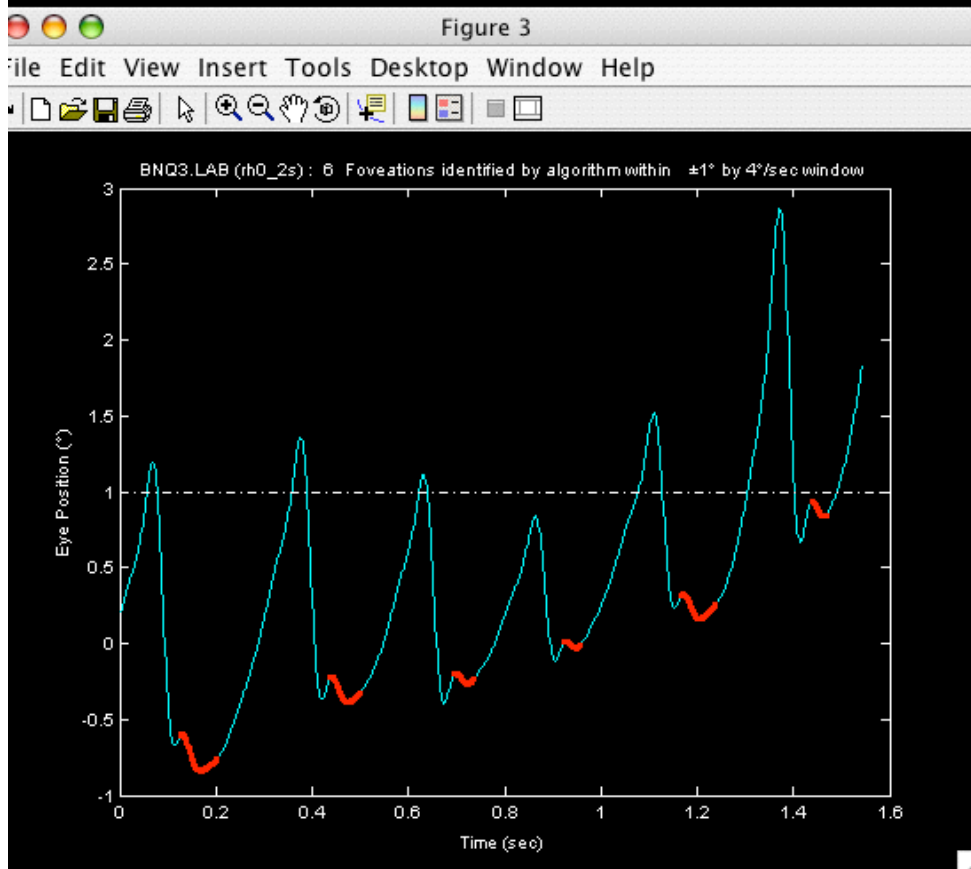 Figure 3
File Edit View Insert Tools Desktop Window Help
BNQ3.LAB (rh0_2s) : 6 Foveations identified by algorithm within ±1° by 4°/sec window
3
2.5
2
1.5
1
0.5
0
-0.5
-1
Eye Position (°)
0 0.2 0.4 0.6 0.8 1 1.2 1.4 1.6
Time (sec)